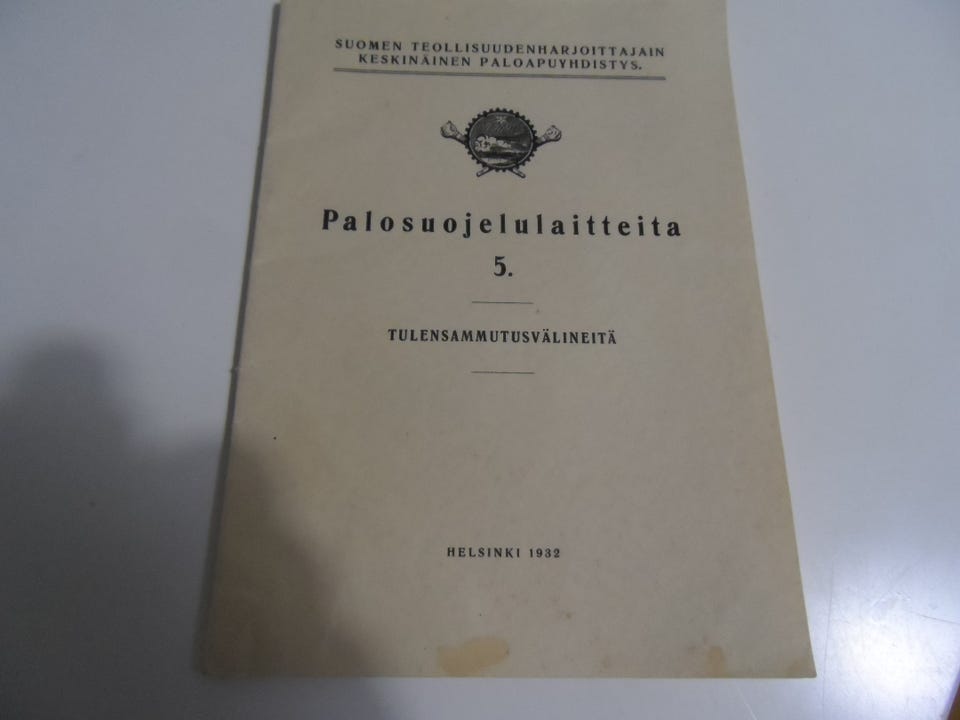 SUOMEN TEOLLISUUDENHARJOITTAJAIN
KESKINÄINEN PALOAPUYHDISTYS.
Palosuojelulaitteita
5.
TULENSAMMUTUSVÄLINEITÄ
HELSINKI 1932